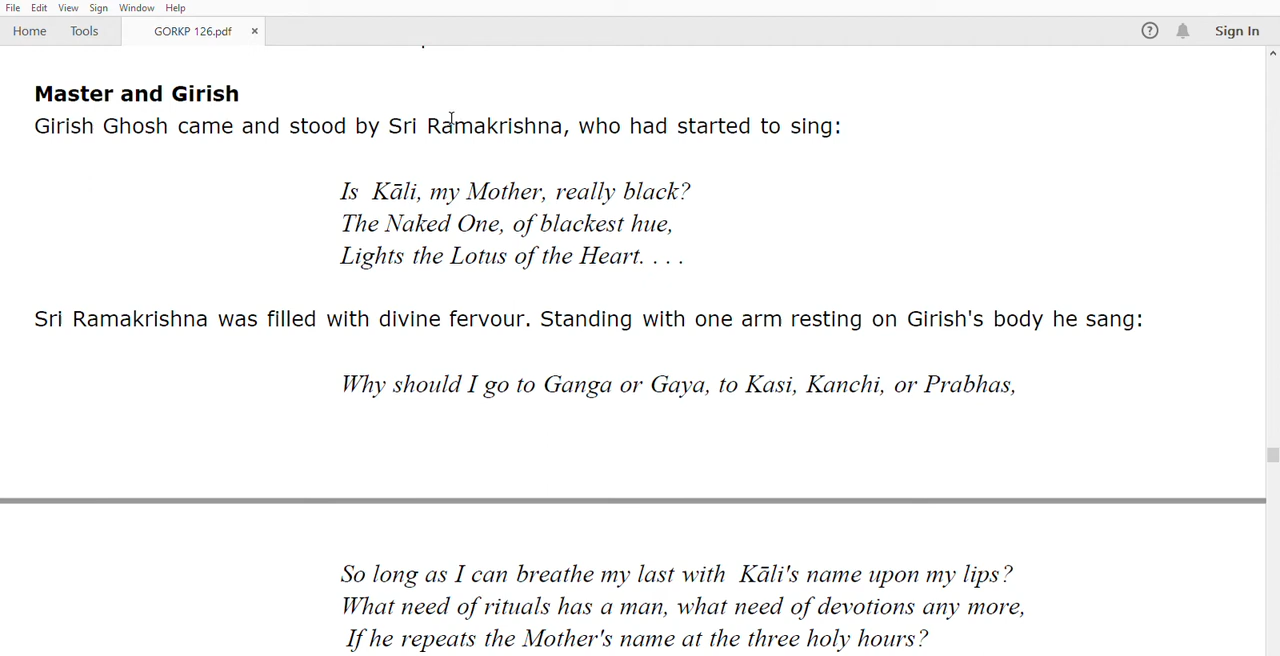 File Edit View Sign Window Help
Home Tools GORKP 126.pdf × ? Sign In
Master and Girish
Girish Ghosh came and stood by Sri Ramakrishna, who had started to sing:
Is Kāli, my Mother, really black?
The Naked One, of blackest hue,
Lights the Lotus of the Heart. . . .
Sri Ramakrishna was filled with divine fervour. Standing with one arm resting on Girish's body he sang:
Why should I go to Ganga or Gaya, to Kasi, Kanchi, or Prabhas,
So long as I can breathe my last with Kāli's name upon my lips?
What need of rituals has a man, what need of devotions any more,
If he repeats the Mother's name at the three holy hours?